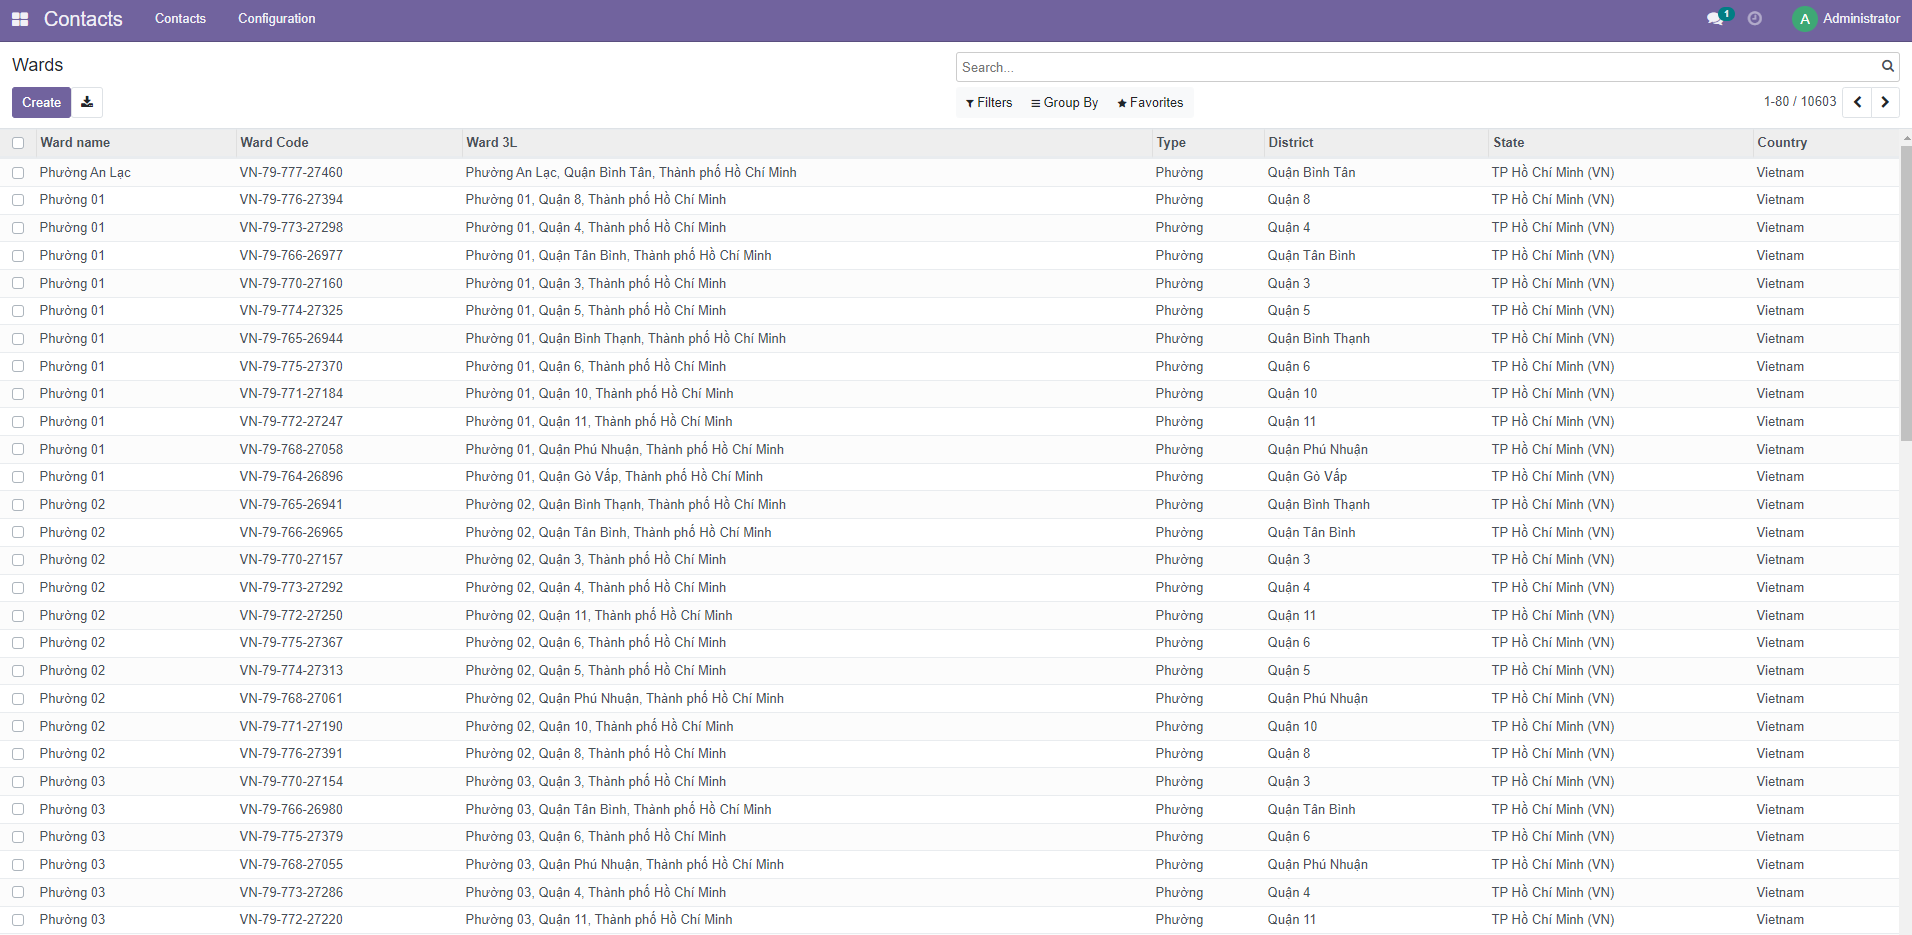 Contacts Contacts Configuration 1 A Administrator
Wards
Search...
Create Filters Group By Favorites 1-80 / 10603
Ward name Ward Code Ward 3L Type District State Country
Phường An Lạc VN-79-777-27460 Phường An Lạc, Quận Bình Tân, Thành phố Hồ Chí Minh Phường Quận Bình Tân TP Hồ Chí Minh (VN) Vietnam
Phường 01 VN-79-776-27394 Phường 01, Quận 8, Thành phố Hồ Chí Minh Phường Quận 8 TP Hồ Chí Minh (VN) Vietnam
Phường 01 VN-79-773-27298 Phường 01, Quận 4, Thành phố Hồ Chí Minh Phường Quận 4 TP Hồ Chí Minh (VN) Vietnam
Phường 01 VN-79-766-26977 Phường 01, Quận Tân Bình, Thành phố Hồ Chí Minh Phường Quận Tân Bình TP Hồ Chí Minh (VN) Vietnam
Phường 01 VN-79-770-27160 Phường 01, Quận 3, Thành phố Hồ Chí Minh Phường Quận 3 TP Hồ Chí Minh (VN) Vietnam
Phường 01 VN-79-774-27325 Phường 01, Quận 5, Thành phố Hồ Chí Minh Phường Quận 5 TP Hồ Chí Minh (VN) Vietnam
Phường 01 VN-79-765-26944 Phường 01, Quận Bình Thạnh, Thành phố Hồ Chí Minh Phường Quận Bình Thạnh TP Hồ Chí Minh (VN) Vietnam
Phường 01 VN-79-775-27370 Phường 01, Quận 6, Thành phố Hồ Chí Minh Phường Quận 6 TP Hồ Chí Minh (VN) Vietnam
Phường 01 VN-79-771-27184 Phường 01, Quận 10, Thành phố Hồ Chí Minh Phường Quận 10 TP Hồ Chí Minh (VN) Vietnam
Phường 01 VN-79-772-27247 Phường 01, Quận 11, Thành phố Hồ Chí Minh Phường Quận 11 TP Hồ Chí Minh (VN) Vietnam
Phường 01 VN-79-768-27058 Phường 01, Quận Phú Nhuận, Thành phố Hồ Chí Minh Phường Quận Phú Nhuận TP Hồ Chí Minh (VN) Vietnam
Phường 01 VN-79-764-26896 Phường 01, Quận Gò Vấp, Thành phố Hồ Chí Minh Phường Quận Gò Vấp TP Hồ Chí Minh (VN) Vietnam
Phường 02 VN-79-765-26941 Phường 02, Quận Bình Thạnh, Thành phố Hồ Chí Minh Phường Quận Bình Thạnh TP Hồ Chí Minh (VN) Vietnam
Phường 02 VN-79-766-26965 Phường 02, Quận Tân Bình, Thành phố Hồ Chí Minh Phường Quận Tân Bình TP Hồ Chí Minh (VN) Vietnam
Phường 02 VN-79-770-27157 Phường 02, Quận 3, Thành phố Hồ Chí Minh Phường Quận 3 TP Hồ Chí Minh (VN) Vietnam
Phường 02 VN-79-773-27292 Phường 02, Quận 4, Thành phố Hồ Chí Minh Phường Quận 4 TP Hồ Chí Minh (VN) Vietnam
Phường 02 VN-79-772-27250 Phường 02, Quận 11, Thành phố Hồ Chí Minh Phường Quận 11 TP Hồ Chí Minh (VN) Vietnam
Phường 02 VN-79-775-27367 Phường 02, Quận 6, Thành phố Hồ Chí Minh Phường Quận 6 TP Hồ Chí Minh (VN) Vietnam
Phường 02 VN-79-774-27313 Phường 02, Quận 5, Thành phố Hồ Chí Minh Phường Quận 5 TP Hồ Chí Minh (VN) Vietnam
Phường 02 VN-79-768-27061 Phường 02, Quận Phú Nhuận, Thành phố Hồ Chí Minh Phường Quận Phú Nhuận TP Hồ Chí Minh (VN) Vietnam
Phường 02 VN-79-771-27190 Phường 02, Quận 10, Thành phố Hồ Chí Minh Phường Quận 10 TP Hồ Chí Minh (VN) Vietnam
Phường 02 VN-79-776-27391 Phường 02, Quận 8, Thành phố Hồ Chí Minh Phường Quận 8 TP Hồ Chí Minh (VN) Vietnam
Phường 03 VN-79-770-27154 Phường 03, Quận 3, Thành phố Hồ Chí Minh Phường Quận 3 TP Hồ Chí Minh (VN) Vietnam
Phường 03 VN-79-766-26980 Phường 03, Quận Tân Bình, Thành phố Hồ Chí Minh Phường Quận Tân Bình TP Hồ Chí Minh (VN) Vietnam
Phường 03 VN-79-775-27379 Phường 03, Quận 6, Thành phố Hồ Chí Minh Phường Quận 6 TP Hồ Chí Minh (VN) Vietnam
Phường 03 VN-79-768-27055 Phường 03, Quận Phú Nhuận, Thành phố Hồ Chí Minh Phường Quận Phú Nhuận TP Hồ Chí Minh (VN) Vietnam
Phường 03 VN-79-773-27286 Phường 03, Quận 4, Thành phố Hồ Chí Minh Phường Quận 4 TP Hồ Chí Minh (VN) Vietnam
Phường 03 VN-79-772-27220 Phường 03, Quận 11, Thành phố Hồ Chí Minh Phường Quận 11 TP Hồ Chí Minh (VN) Vietnam